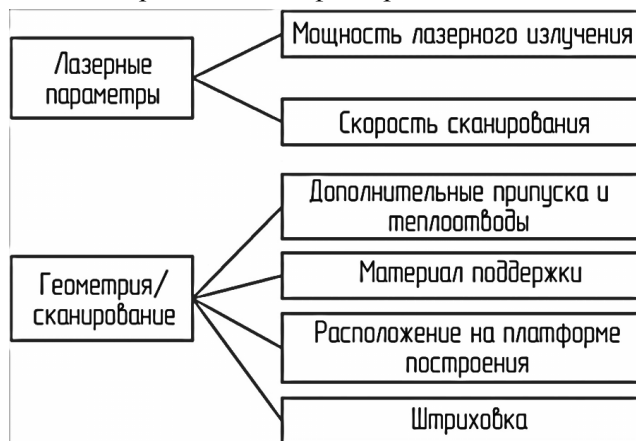 Мощность лазерного излучения
Лазерные
параметры
Скорость сканирования
Дополнительные припуска и
теплоотводы
Геометрия/
сканирование
Материал поддержки
Расположение на платформе
построения
Штриховка